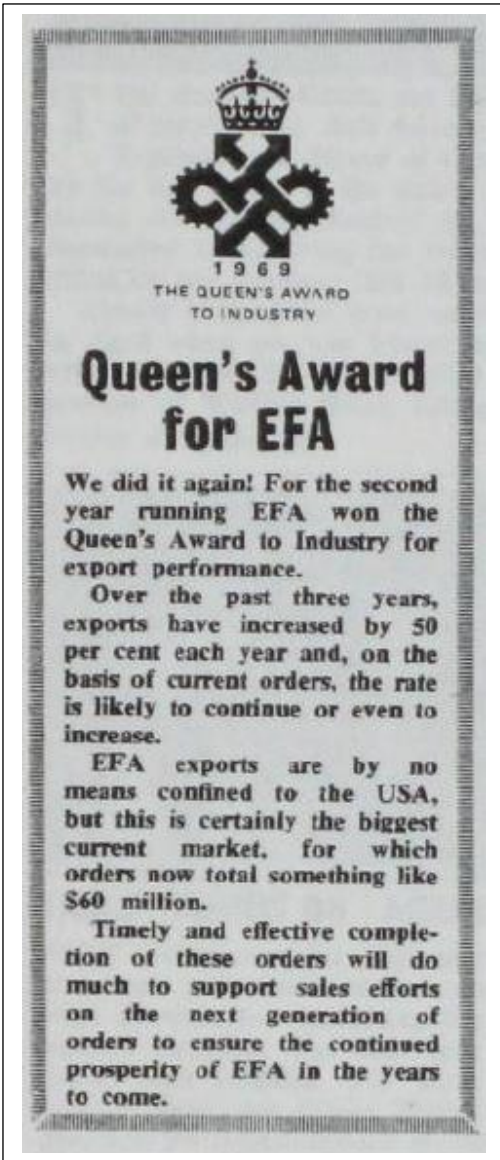 1969
THE QUEEN'S AWARD
TO INDUSTRY
Queen's Award
for EFA
We did it again! For the second
year running EFA won the
Queen's Award to Industry for
export performance.
Over the past three years,
exports have increased by 50
per cent each year and, on the
basis of current orders, the rate
is likely to continue or even to
increase.
EFA exports are by no
means confined to the USA,
but this is certainly the biggest
current market, for which
orders now total something like
$60 million.
Timely and effective comple-
tion of these orders will do
much to support sales efforts
on the next generation of
orders to ensure the continued
prosperity of EFA in the years
to come.